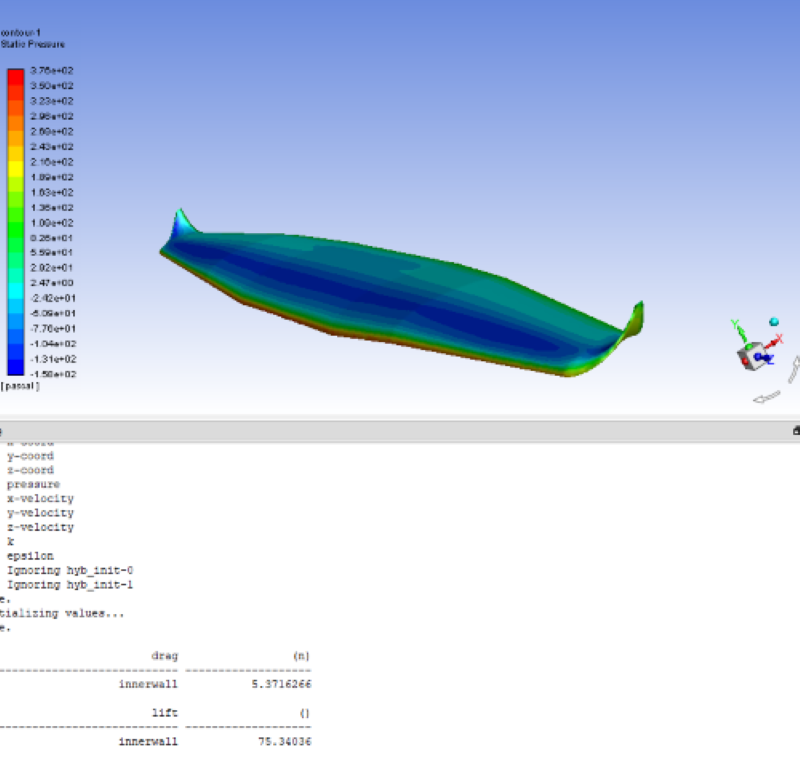 contour-1
Static Pressure
3.76e+02
3.50e+02
3.23e+02
2.96e+02
2.69e+02
2.43e+02
2.16e+02
1.89e+02
1.63e+02
1.36e+02
1.09e+02
8.26e+01
5.59e+01
2.92e+01
2.47e+00
-2.42e+01
-5.09e+01
-7.76e+01
-1.04e+02
-1.31e+02
-1.58e+02
[ pascal ]
Y
X
Z
x-coord
y-coord
z-coord
pressure
x-velocity
y-velocity
z-velocity
k
epsilon
Ignoring hyb_init-0
Ignoring hyb_init-1
e.
tializing values...
e.
drag (n)
---------------------------- --------------------
innerwall 5.3716266
lift ()
---------------------------- --------------------
innerwall 75.34036